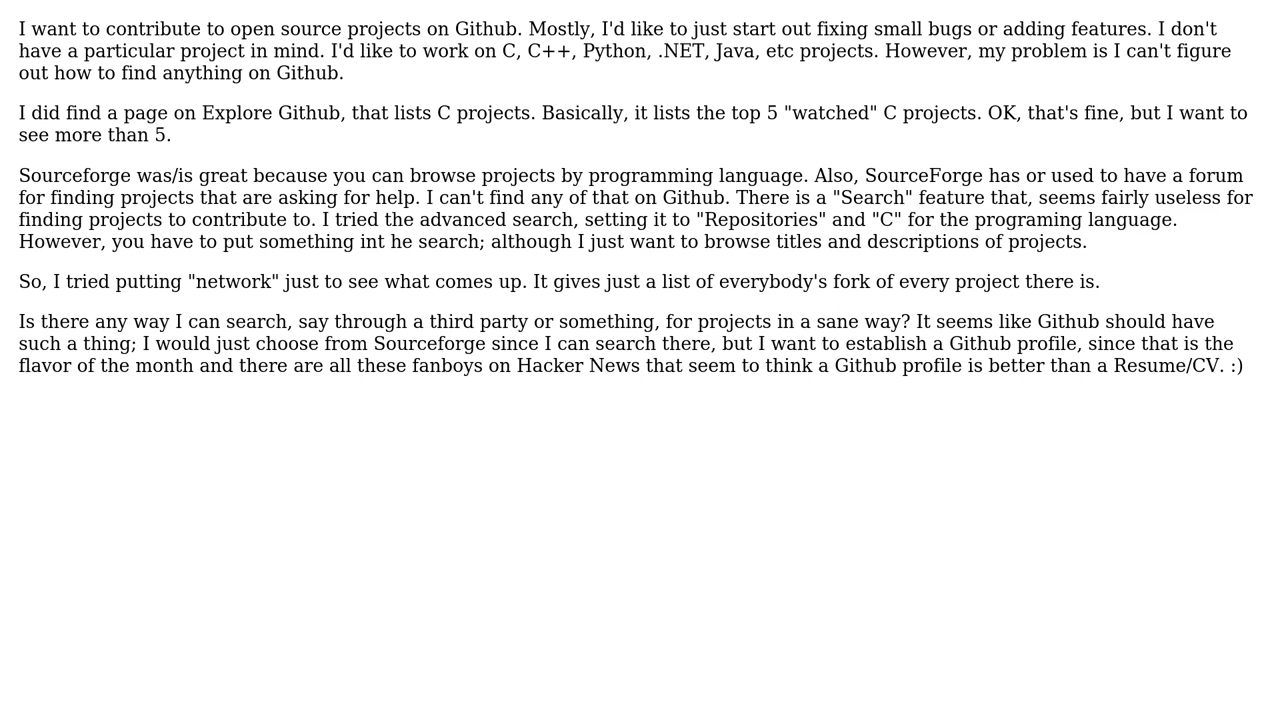 I want to contribute to open source projects on Github. Mostly, I'd like to just start out fixing small bugs or adding features. I don't
have a particular project in mind. I'd like to work on C, C++, Python, .NET, Java, etc projects. However, my problem is I can't figure
out how to find anything on Github.
I did find a page on Explore Github, that lists C projects. Basically, it lists the top 5 "watched" C projects. OK, that's fine, but I want to
see more than 5.
Sourceforge was/is great because you can browse projects by programming language. Also, SourceForge has or used to have a forum
for finding projects that are asking for help. I can't find any of that on Github. There is a "Search" feature that, seems fairly useless for
finding projects to contribute to. I tried the advanced search, setting it to "Repositories" and "C" for the programing language.
However, you have to put something int he search; although I just want to browse titles and descriptions of projects.
So, I tried putting "network" just to see what comes up. It gives just a list of everybody's fork of every project there is.
Is there any way I can search, say through a third party or something, for projects in a sane way? It seems like Github should have
such a thing; I would just choose from Sourceforge since I can search there, but I want to establish a Github profile, since that is the
flavor of the month and there are all these fanboys on Hacker News that seem to think a Github profile is better than a Resume/CV. :)